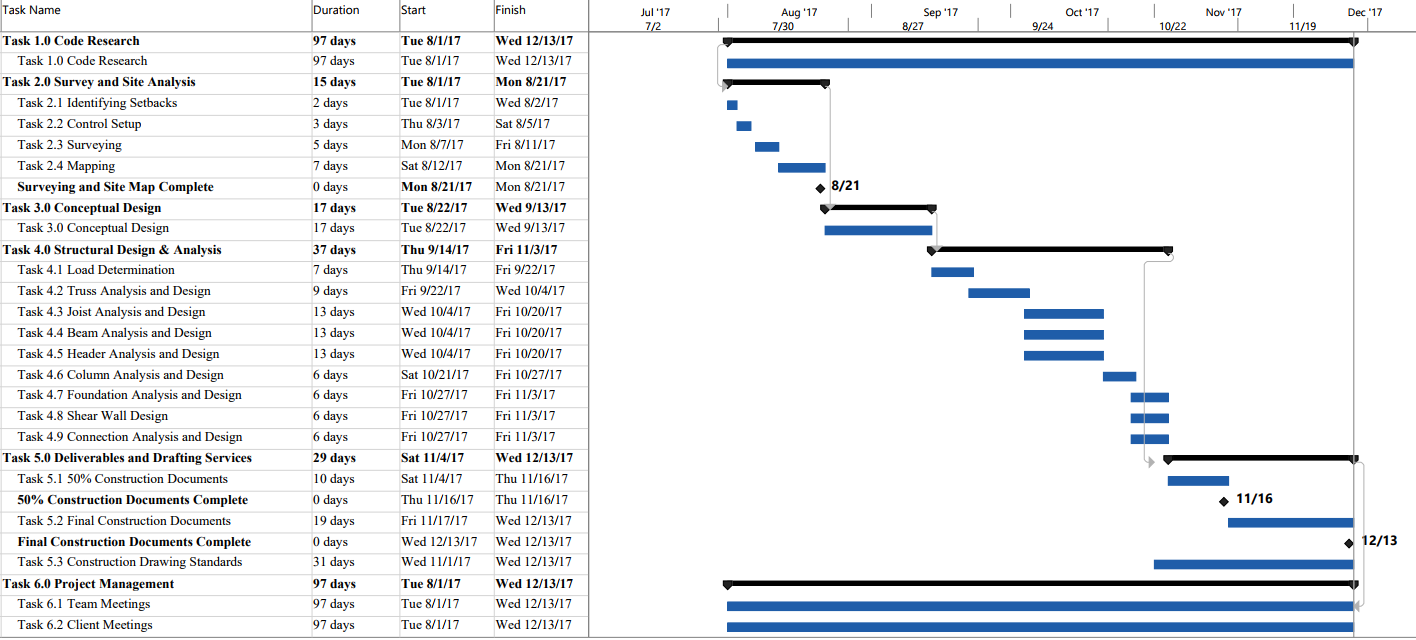 Task Name Duration Start Finish Jul '17 Aug '17 Sep '17 Oct '17 Nov '17 Dec '17
7/2 7/30 8/27 9/24 10/22 11/19
Task 1.0 Code Research 97 days Tue 8/1/17 Wed 12/13/17
Task 1.0 Code Research 97 days Tue 8/1/17 Wed 12/13/17
Task 2.0 Survey and Site Analysis 15 days Tue 8/1/17 Mon 8/21/17
Task 2.1 Identifying Setbacks 2 days Tue 8/1/17 Wed 8/2/17
Task 2.2 Control Setup 3 days Thu 8/3/17 Sat 8/5/17
Task 2.3 Surveying 5 days Mon 8/7/17 Fri 8/11/17
Task 2.4 Mapping 7 days Sat 8/12/17 Mon 8/21/17
Surveying and Site Map Complete 0 days Mon 8/21/17 Mon 8/21/17 8/21
Task 3.0 Conceptual Design 17 days Tue 8/22/17 Wed 9/13/17
Task 3.0 Conceptual Design 17 days Tue 8/22/17 Wed 9/13/17
Task 4.0 Structural Design & Analysis 37 days Thu 9/14/17 Fri 11/3/17
Task 4.1 Load Determination 7 days Thu 9/14/17 Fri 9/22/17
Task 4.2 Truss Analysis and Design 9 days Fri 9/22/17 Wed 10/4/17
Task 4.3 Joist Analysis and Design 13 days Wed 10/4/17 Fri 10/20/17
Task 4.4 Beam Analysis and Design 13 days Wed 10/4/17 Fri 10/20/17
Task 4.5 Header Analysis and Design 13 days Wed 10/4/17 Fri 10/20/17
Task 4.6 Column Analysis and Design 6 days Sat 10/21/17 Fri 10/27/17
Task 4.7 Foundation Analysis and Design 6 days Fri 10/27/17 Fri 11/3/17
Task 4.8 Shear Wall Design 6 days Fri 10/27/17 Fri 11/3/17
Task 4.9 Connection Analysis and Design 6 days Fri 10/27/17 Fri 11/3/17
Task 5.0 Deliverables and Drafting Services 29 days Sat 11/4/17 Wed 12/13/17
Task 5.1 50% Construction Documents 10 days Sat 11/4/17 Thu 11/16/17
50% Construction Documents Complete 0 days Thu 11/16/17 Thu 11/16/17 11/16
Task 5.2 Final Construction Documents 19 days Fri 11/17/17 Wed 12/13/17
Final Construction Documents Complete 0 days Wed 12/13/17 Wed 12/13/17 12/13
Task 5.3 Construction Drawing Standards 31 days Wed 11/1/17 Wed 12/13/17
Task 6.0 Project Management 97 days Tue 8/1/17 Wed 12/13/17
Task 6.1 Team Meetings 97 days Tue 8/1/17 Wed 12/13/17
Task 6.2 Client Meetings 97 days Tue 8/1/17 Wed 12/13/17